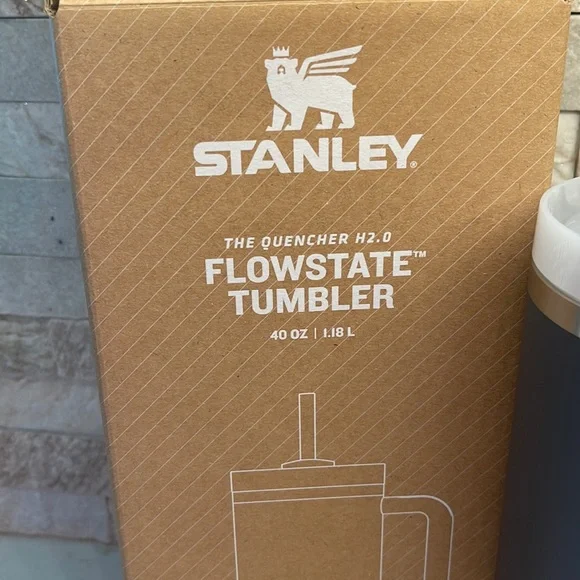 STANLEY®
THE QUENCHER H2.0
FLOWSTATE™
TUMBLER
40 OZ | 1.18 L